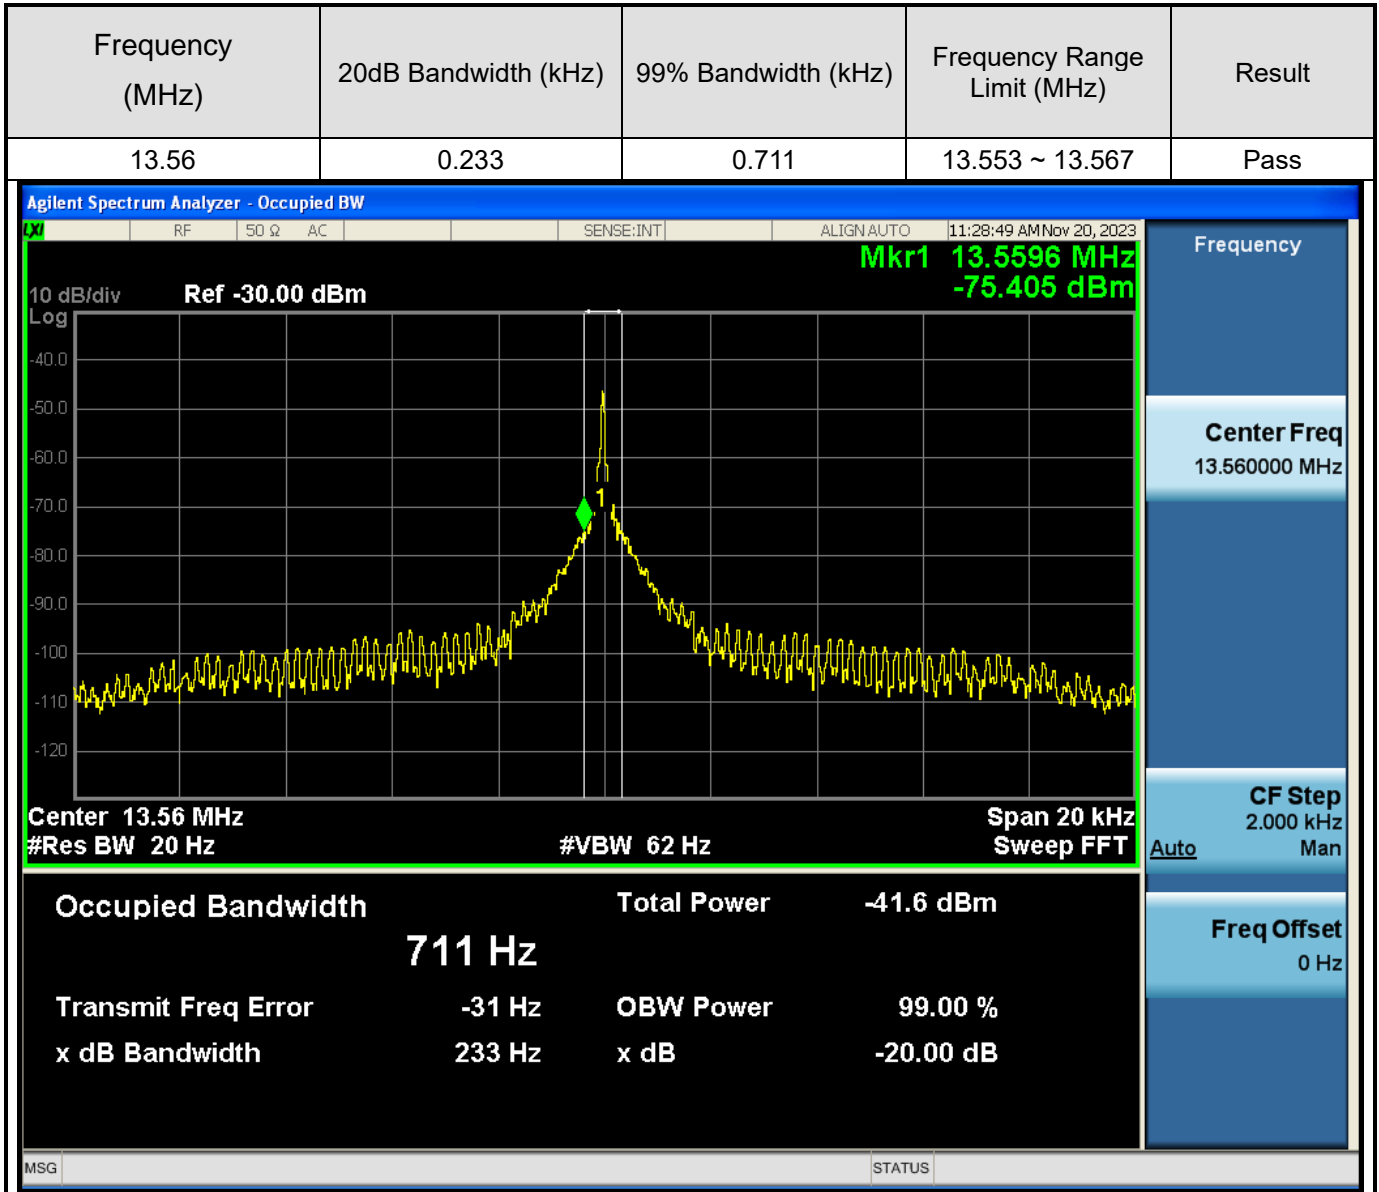 Frequency (MHz) 20dB Bandwidth (kHz) 99% Bandwidth (kHz) Frequency Range Limit (MHz) Result
13.56 0.233 0.711 13.553 ~ 13.567 Pass
Agilent Spectrum Analyzer - Occupied BW
LXI RF 50 Ω AC SENSE:INT ALIGN AUTO 11:28:49 AM Nov 20, 2023
Mkr1 13.5596 MHz
-75.405 dBm
10 dB/div Ref -30.00 dBm
Log
-40.0
-50.0
-60.0
-70.0
-80.0
-90.0
-100
-110
-120
1
Center 13.56 MHz Span 20 kHz
#Res BW 20 Hz #VBW 62 Hz Sweep FFT
Occupied Bandwidth Total Power -41.6 dBm
711 Hz
Transmit Freq Error -31 Hz OBW Power 99.00 %
x dB Bandwidth 233 Hz x dB -20.00 dB
Frequency
Center Freq
13.560000 MHz
CF Step
2.000 kHz
Auto Man
Freq Offset
0 Hz
MSG STATUS